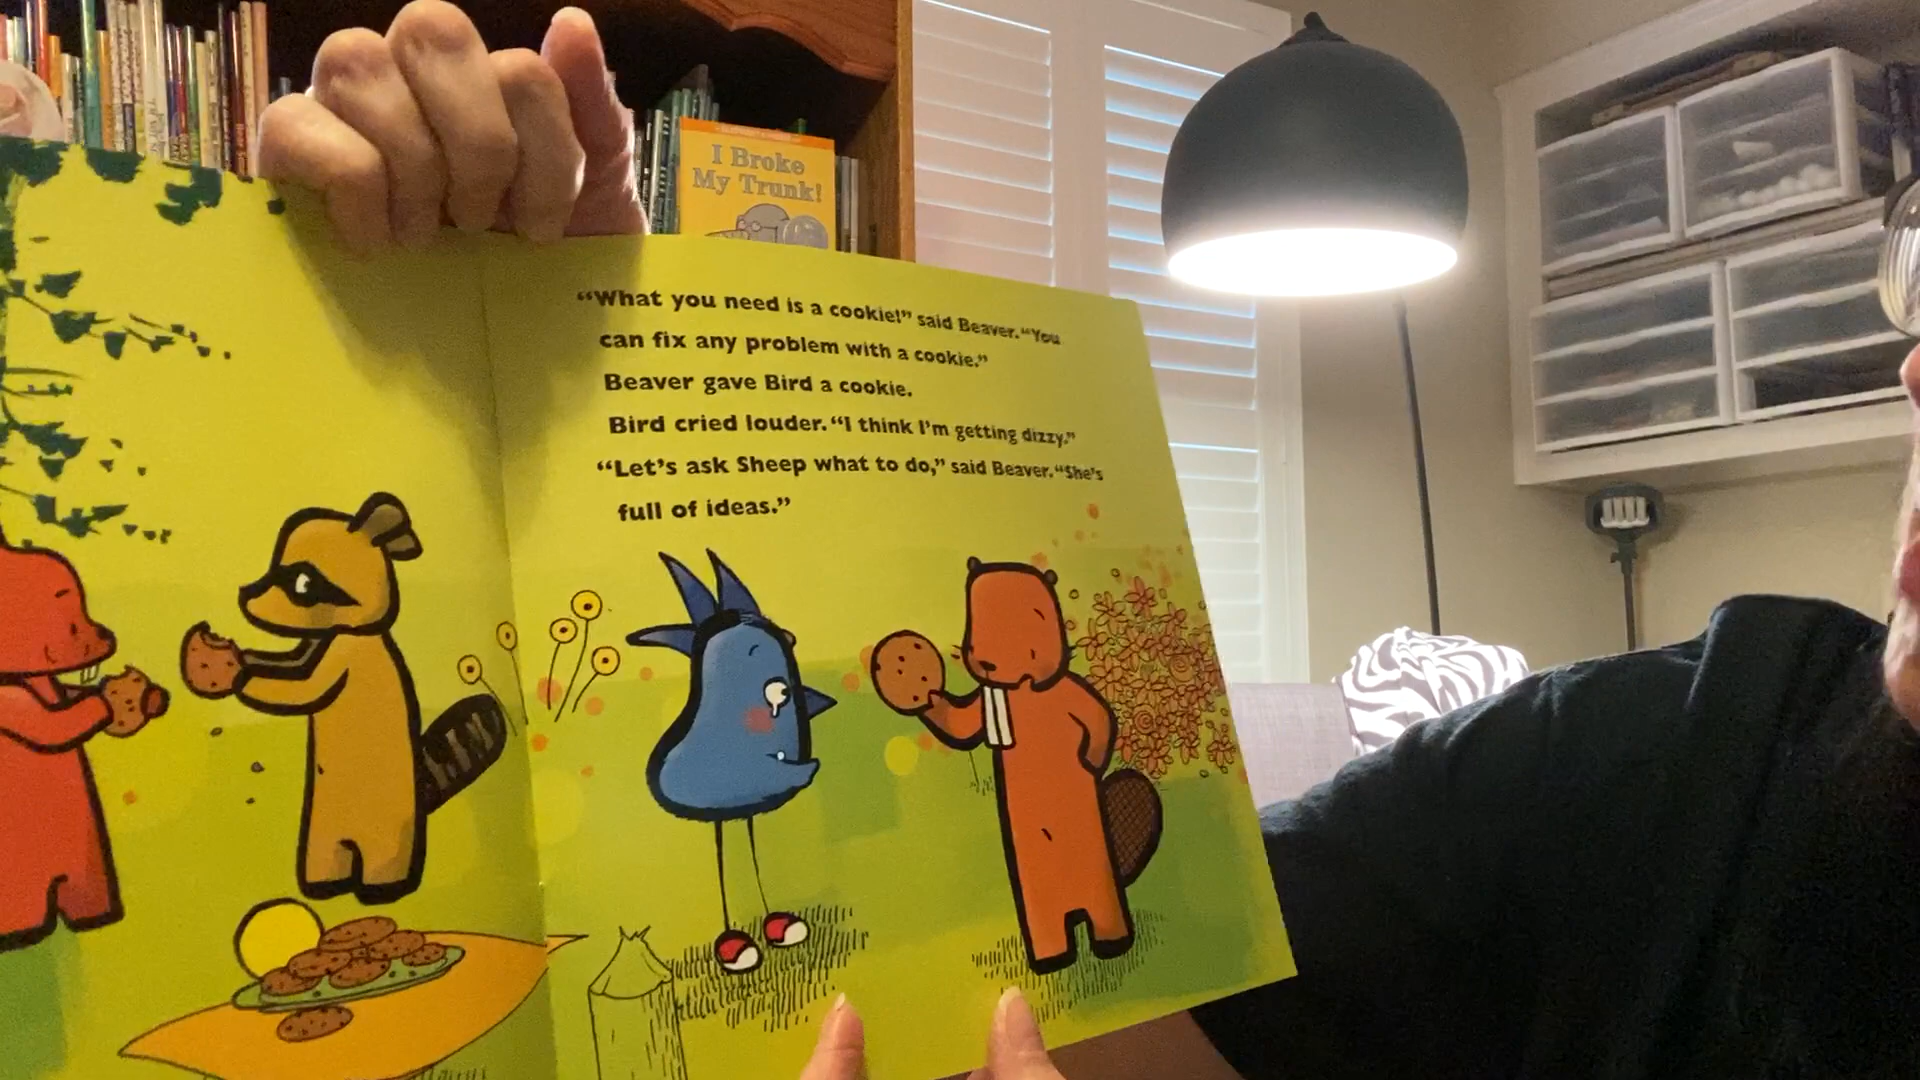 I Broke
My Trunk!
“What you need is a cookie!” said Beaver. “You
can fix any problem with a cookie.”
Beaver gave Bird a cookie.
Bird cried louder. “I think I’m getting dizzy.”
“Let’s ask Sheep what to do,” said Beaver. “She’s
full of ideas.”